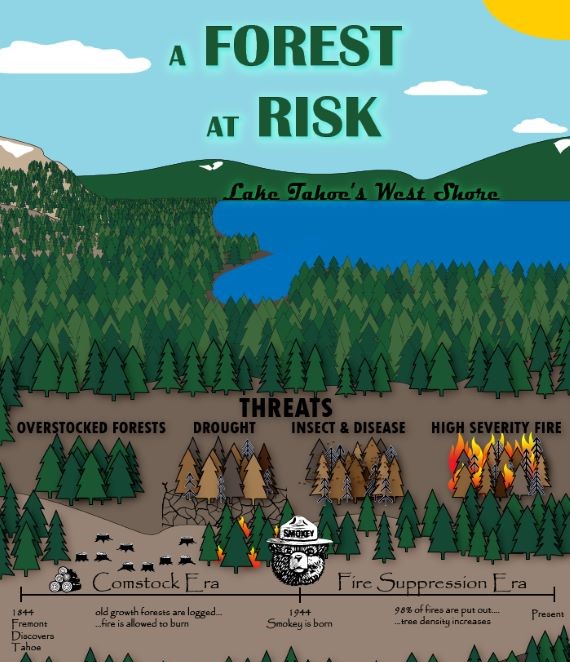 A FOREST
AT RISK
Lake Tahoe's West Shore
THREATS
OVERSTOCKED FORESTS
DROUGHT
INSECT & DISEASE
HIGH SEVERITY FIRE
SMOKEY
Comstock Era
Fire Suppression Era
1844
Fremont
Discovers
Tahoe
old growth forests are logged...
...fire is allowed to burn
1944
Smokey is born
98% of fires are put out....
...tree density increases
Present